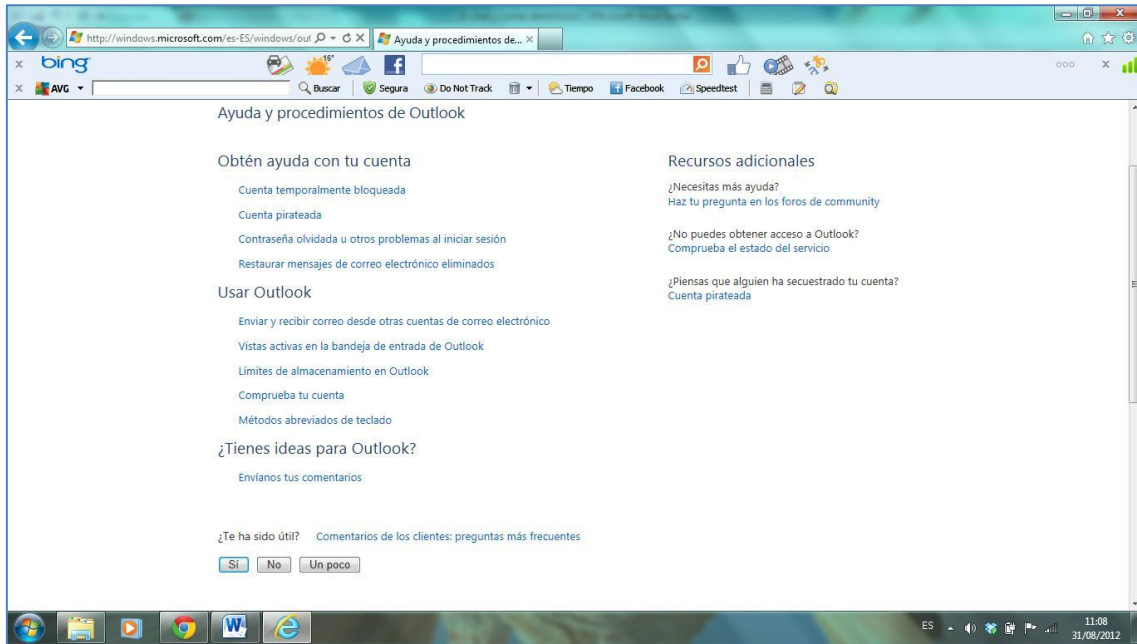 http://windows.microsoft.com/es-ES/windows/out
Ayuda y procedimientos de...
bing
16°
AVG
Buscar
Segura
Do Not Track
Tiempo
Facebook
Speedtest
Ayuda y procedimientos de Outlook
Obtén ayuda con tu cuenta
Cuenta temporalmente bloqueada
Cuenta pirateada
Contraseña olvidada u otros problemas al iniciar sesión
Restaurar mensajes de correo electrónico eliminados
Usar Outlook
Enviar y recibir correo desde otras cuentas de correo electrónico
Vistas activas en la bandeja de entrada de Outlook
Límites de almacenamiento en Outlook
Comprueba tu cuenta
Métodos abreviados de teclado
¿Tienes ideas para Outlook?
Envíanos tus comentarios
¿Te ha sido útil? Comentarios de los clientes: preguntas más frecuentes
Sí
No
Un poco
Recursos adicionales
¿Necesitas más ayuda?
Haz tu pregunta en los foros de community
¿No puedes obtener acceso a Outlook?
Comprueba el estado del servicio
¿Piensas que alguien ha secuestrado tu cuenta?
Cuenta pirateada
ES
11:08
31/08/2012